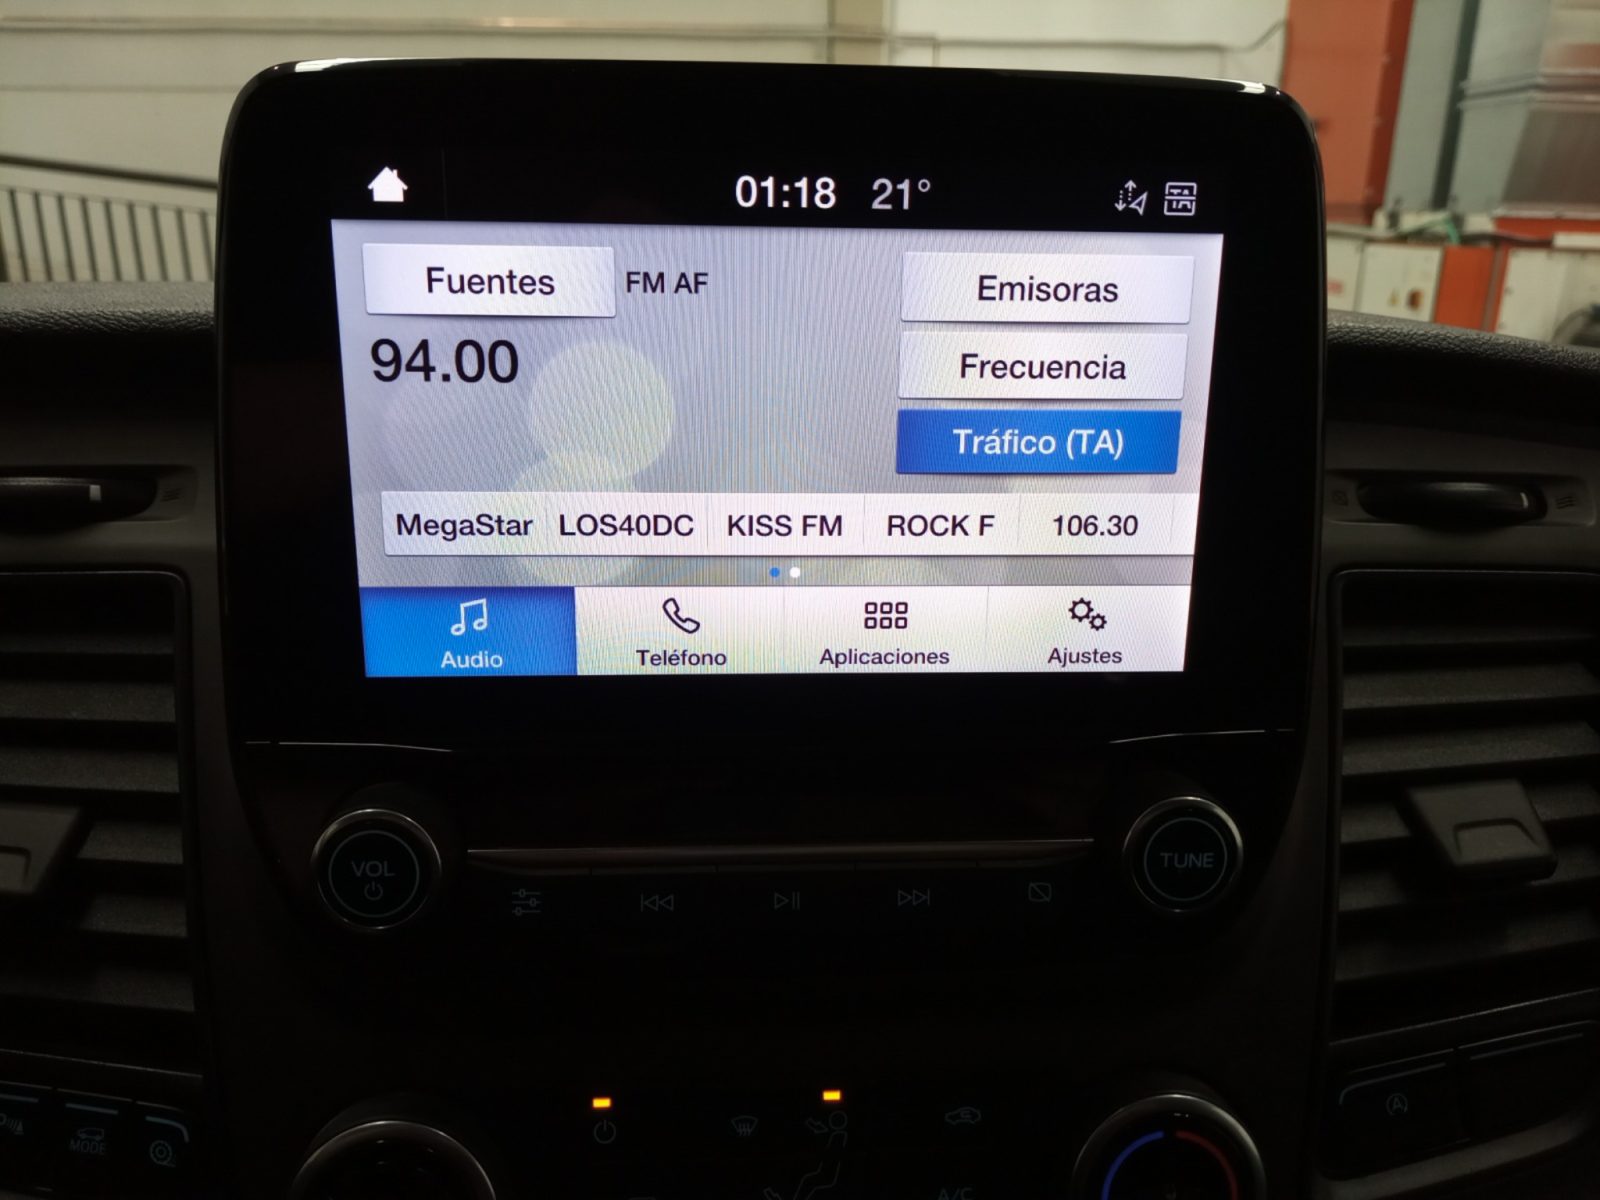 01:18 21°
TA
Fuentes FM AF Emisoras
94.00 Frecuencia
Tráfico (TA)
MegaStar LOS40DC KISS FM ROCK F 106.30
Audio Teléfono Aplicaciones Ajustes
VOL TUNE
MODE
A
A/C